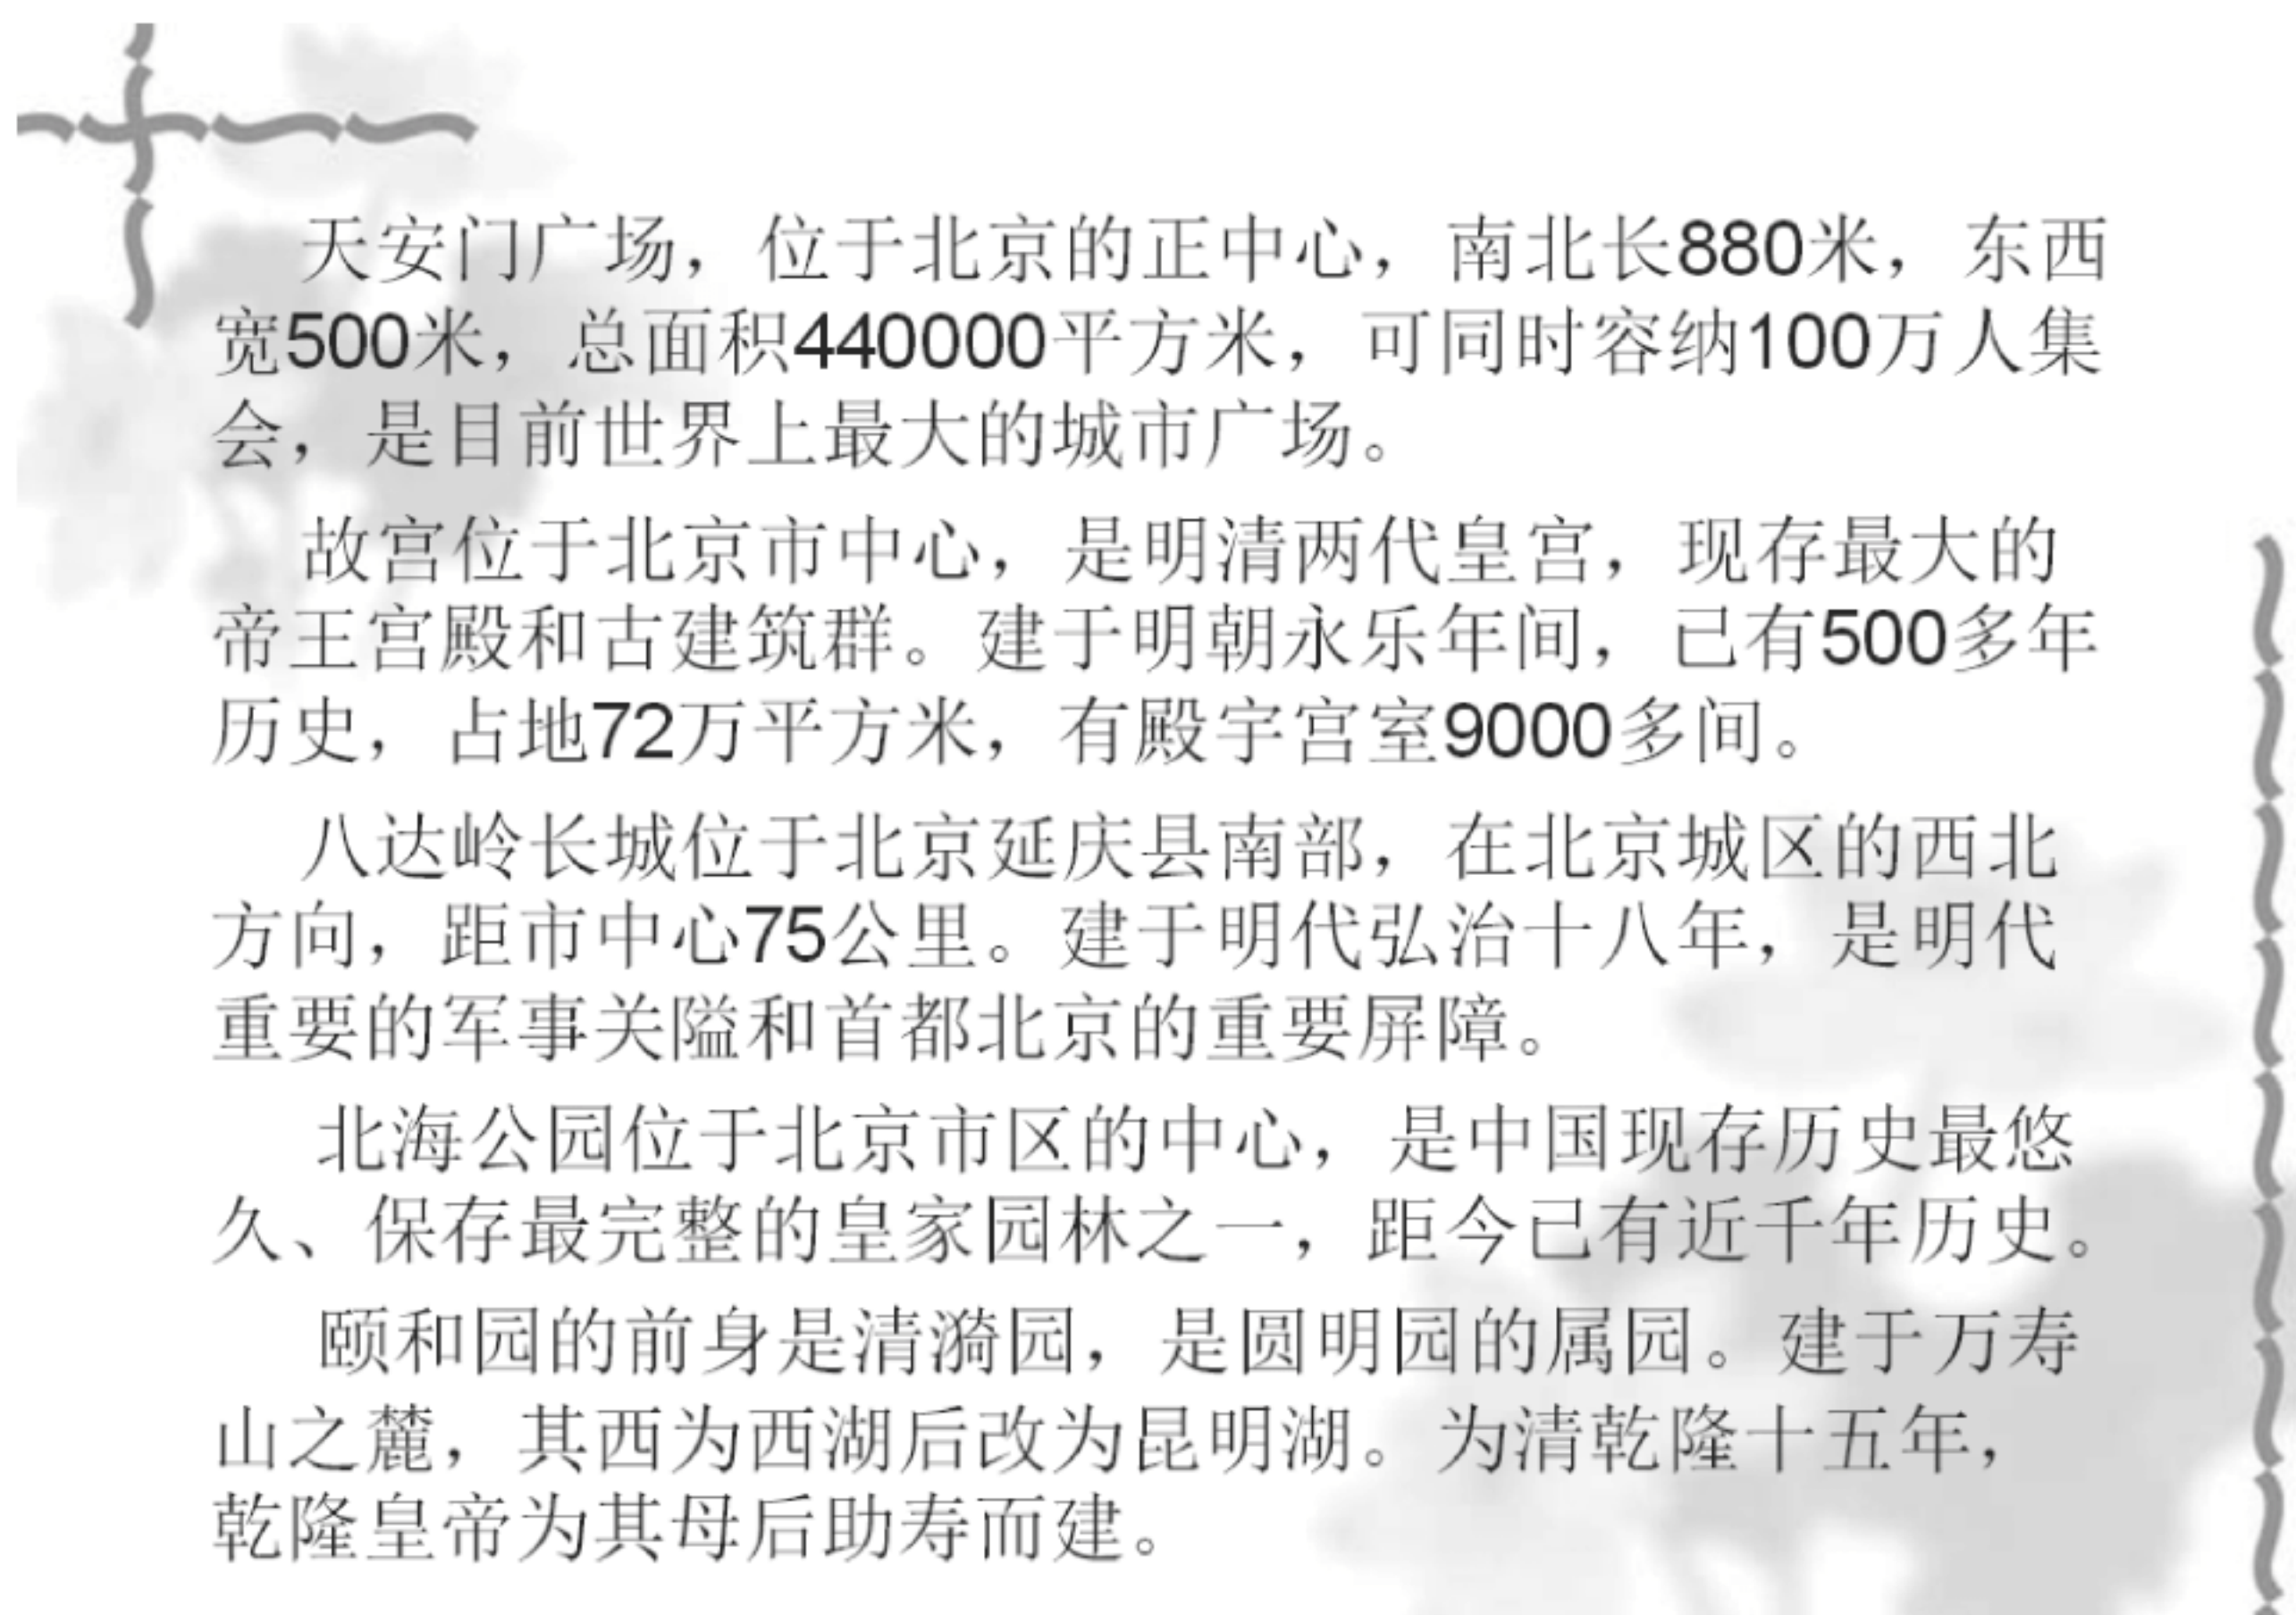 天安门广场，位于北京的正中心，南北长880米，东西
宽500米，总面积440000平方米，可同时容纳100万人集
会，是目前世界上最大的城市广场。
故宫位于北京市中心，是明清两代皇宫，现存最大的
帝王宫殿和古建筑群。建于明朝永乐年间，已有500多年
历史，占地72万平方米，有殿宇宫室9000多间。
八达岭长城位于北京延庆县南部，在北京城区的西北
方向，距市中心75公里。建于明代弘治十八年，是明代
重要的军事关隘和首都北京的重要屏障。
北海公园位于北京市区的中心，是中国现存历史最悠
久、保存最完整的皇家园林之一，距今已有近千年历史。
颐和园的前身是清漪园，是圆明园的属园。建于万寿
山之麓，其西为西湖后改为昆明湖。为清乾隆十五年，
乾隆皇帝为其母后助寿而建。